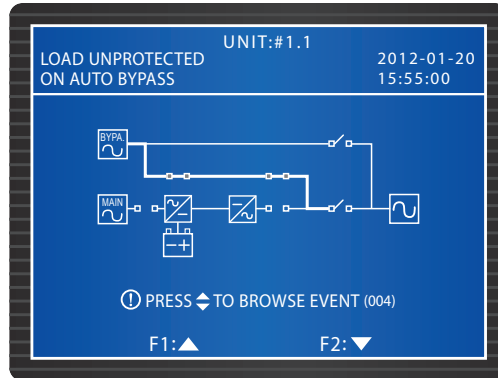 UNIT:#1.1
LOAD UNPROTECTED
ON AUTO BYPASS
2012-01-20
15:55:00
BYPA.
MAIN
PRESS TO BROWSE EVENT (004)
F1:
F2: